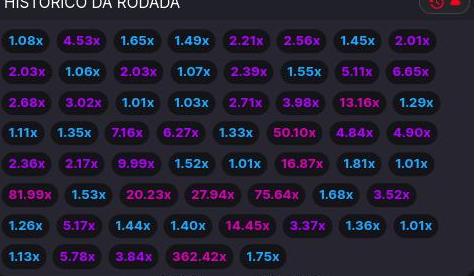 HISTÓRICO DA RODADA
1.08x 4.53x 1.65x 1.49x 2.21x 2.56x 1.45x 2.01x
2.03x 1.06x 2.03x 1.07x 2.39x 1.55x 5.11x 6.65x
2.68x 3.02x 1.01x 1.03x 2.71x 3.98x 13.16x 1.29x
1.11x 1.35x 7.16x 6.27x 1.33x 50.10x 4.84x 4.90x
2.36x 2.17x 9.99x 1.52x 1.01x 16.87x 1.81x 1.01x
81.99x 1.53x 20.23x 27.94x 75.64x 1.68x 3.52x
1.26x 5.17x 1.44x 1.40x 14.45x 3.37x 1.36x 1.01x
1.13x 5.78x 3.84x 362.42x 1.75x